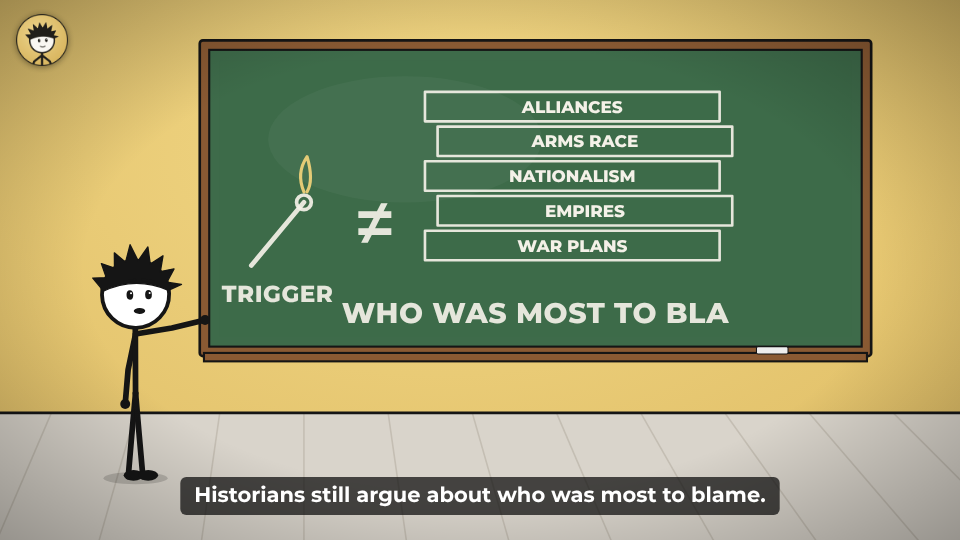 ALLIANCES
ARMS RACE
NATIONALISM
EMPIRES
WAR PLANS
≠
TRIGGER
WHO WAS MOST TO BLA
Historians still argue about who was most to blame.